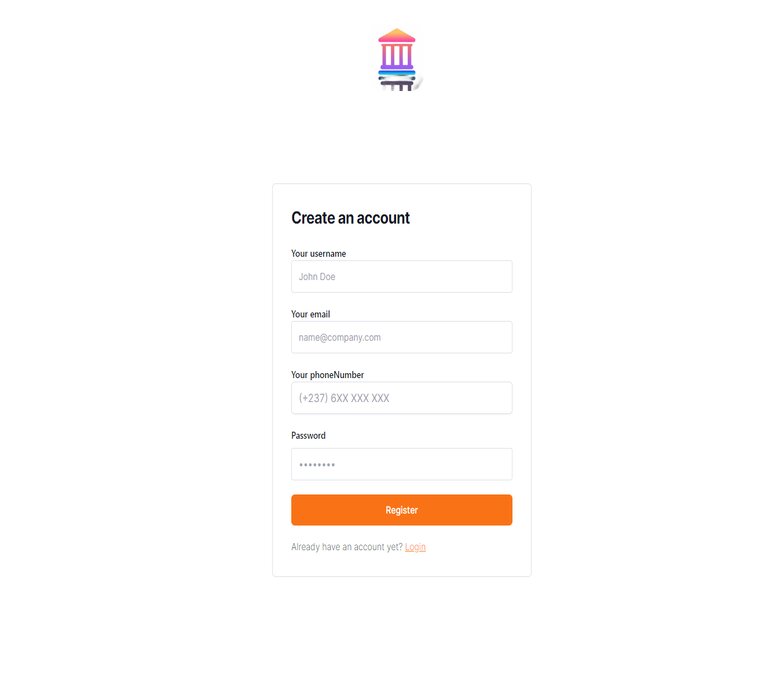 Create an account
Your username
John Doe
Your email
name@company.com
Your phoneNumber
(+237) 6XX XXX XXX
Password
••••••••
Register
Already have an account yet? Login